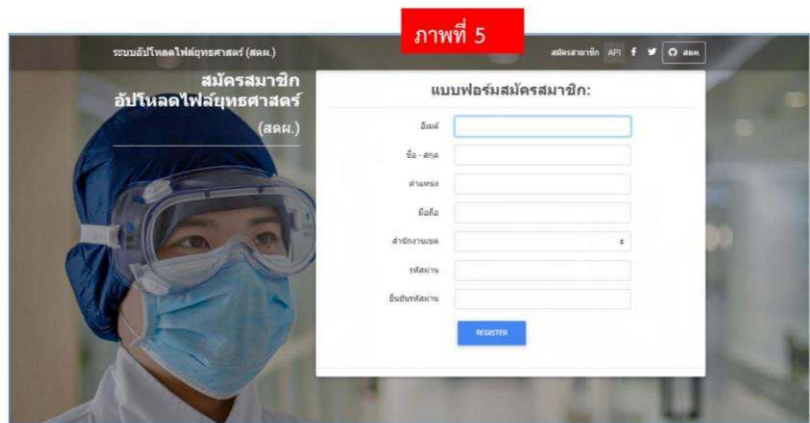 ภาพที่ 5
ระบบอัปโหลดไฟล์ยุทธศาสตร์ (สดผ.)
สมัครสมาชิก API สดผ.
สมัครสมาชิก
อัปโหลดไฟล์ยุทธศาสตร์
(สดผ.)
แบบฟอร์มสมัครสมาชิก:
อีเมล์
ชื่อ - สกุล
ตำแหน่ง
มือถือ
สำนักงานเขต
รหัสผ่าน
ยืนยันรหัสผ่าน
REGISTER